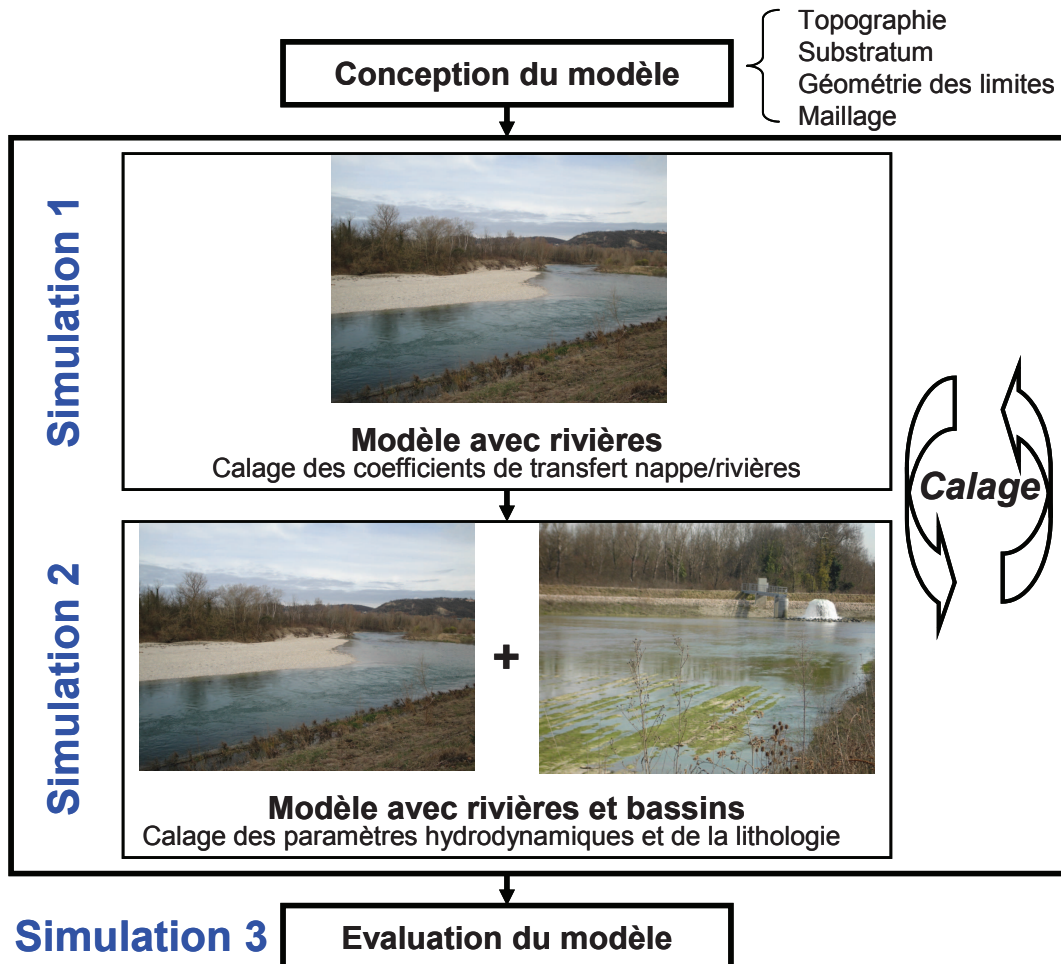 Topographie
Substratum
Géométrie des limites
Maillage
Conception du modèle
Simulation 1
Modèle avec rivières
Calage des coefficients de transfert nappe/rivières
Calage
Simulation 2
+
Modèle avec rivières et bassins
Calage des paramètres hydrodynamiques et de la lithologie
Simulation 3
Evaluation du modèle